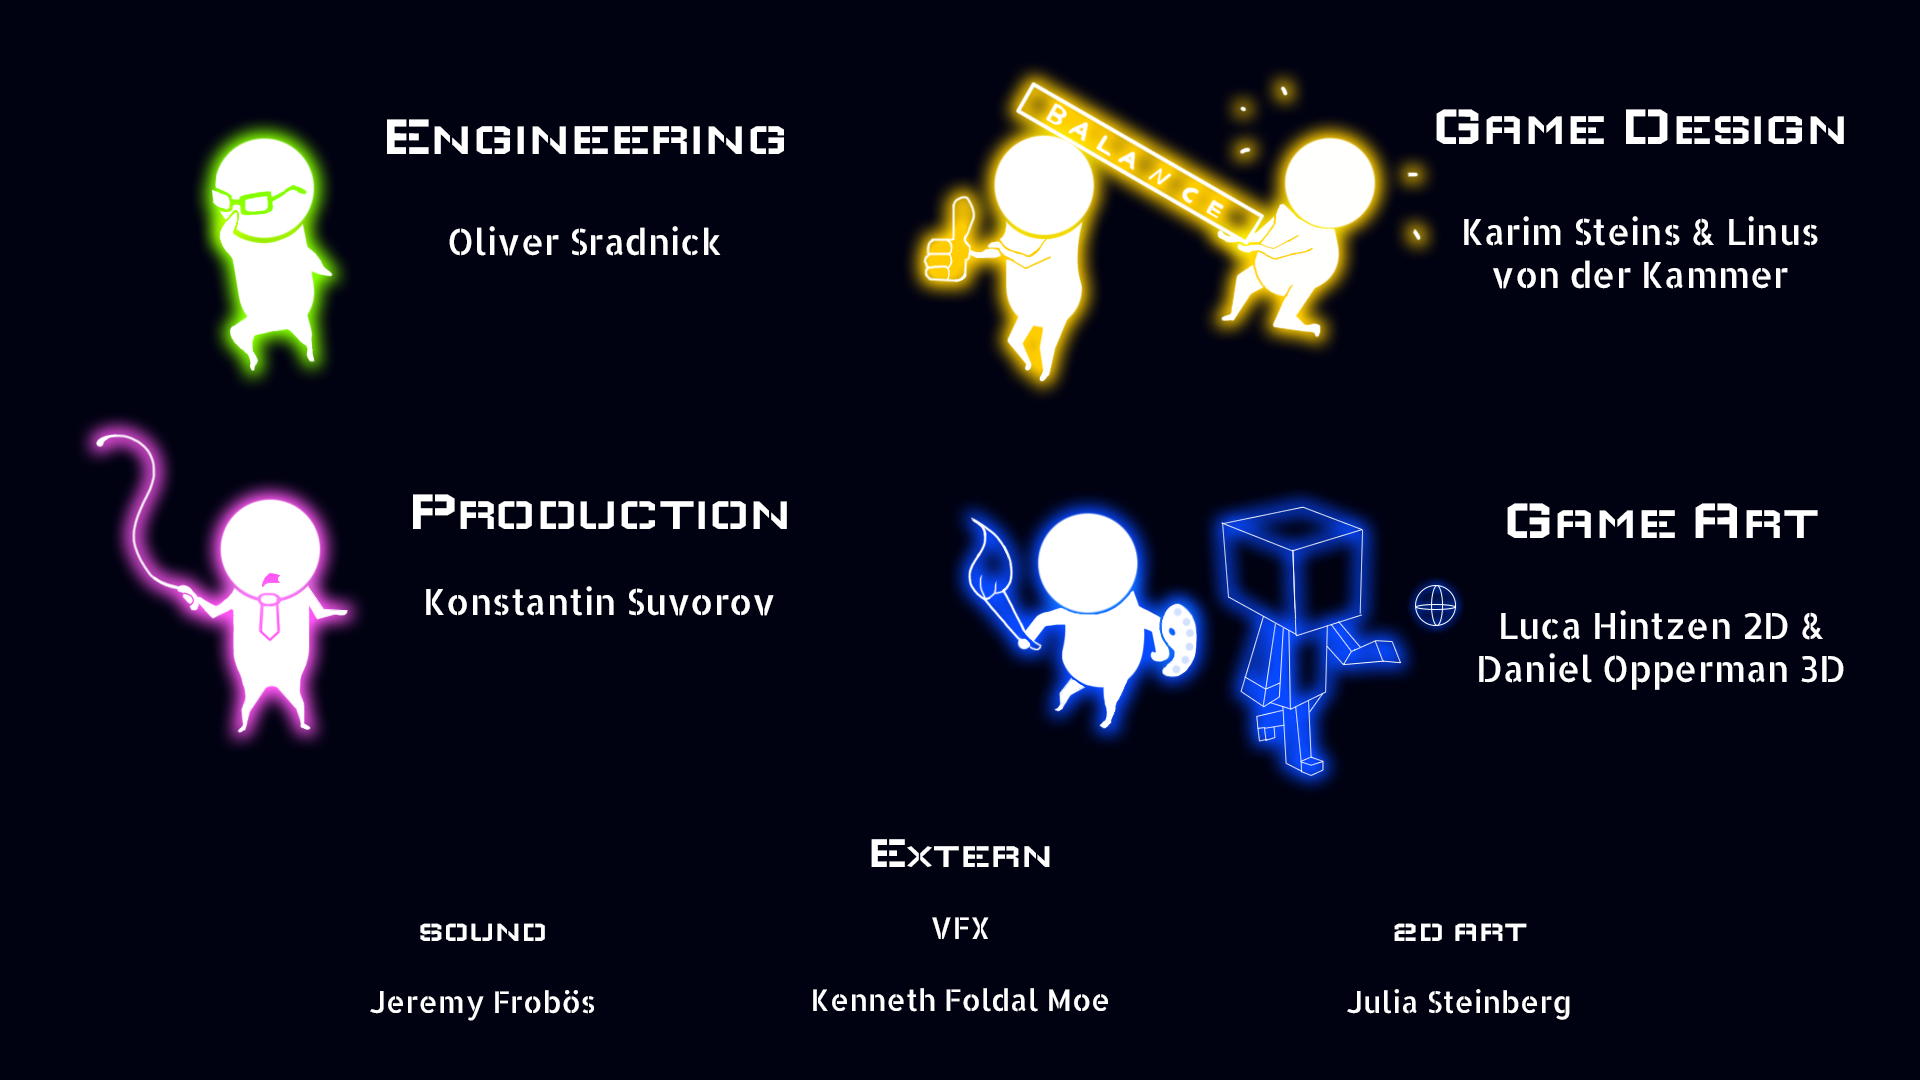 Engineering
Oliver Sradnick
BALANCE
Game Design
Karim Steins & Linus
von der Kammer
Production
Konstantin Suvorov
Game Art
Luca Hintzen 2D &
Daniel Opperman 3D
Extern
SOUND
Jeremy Frobös
VFX
Kenneth Foldal Moe
2D ART
Julia Steinberg